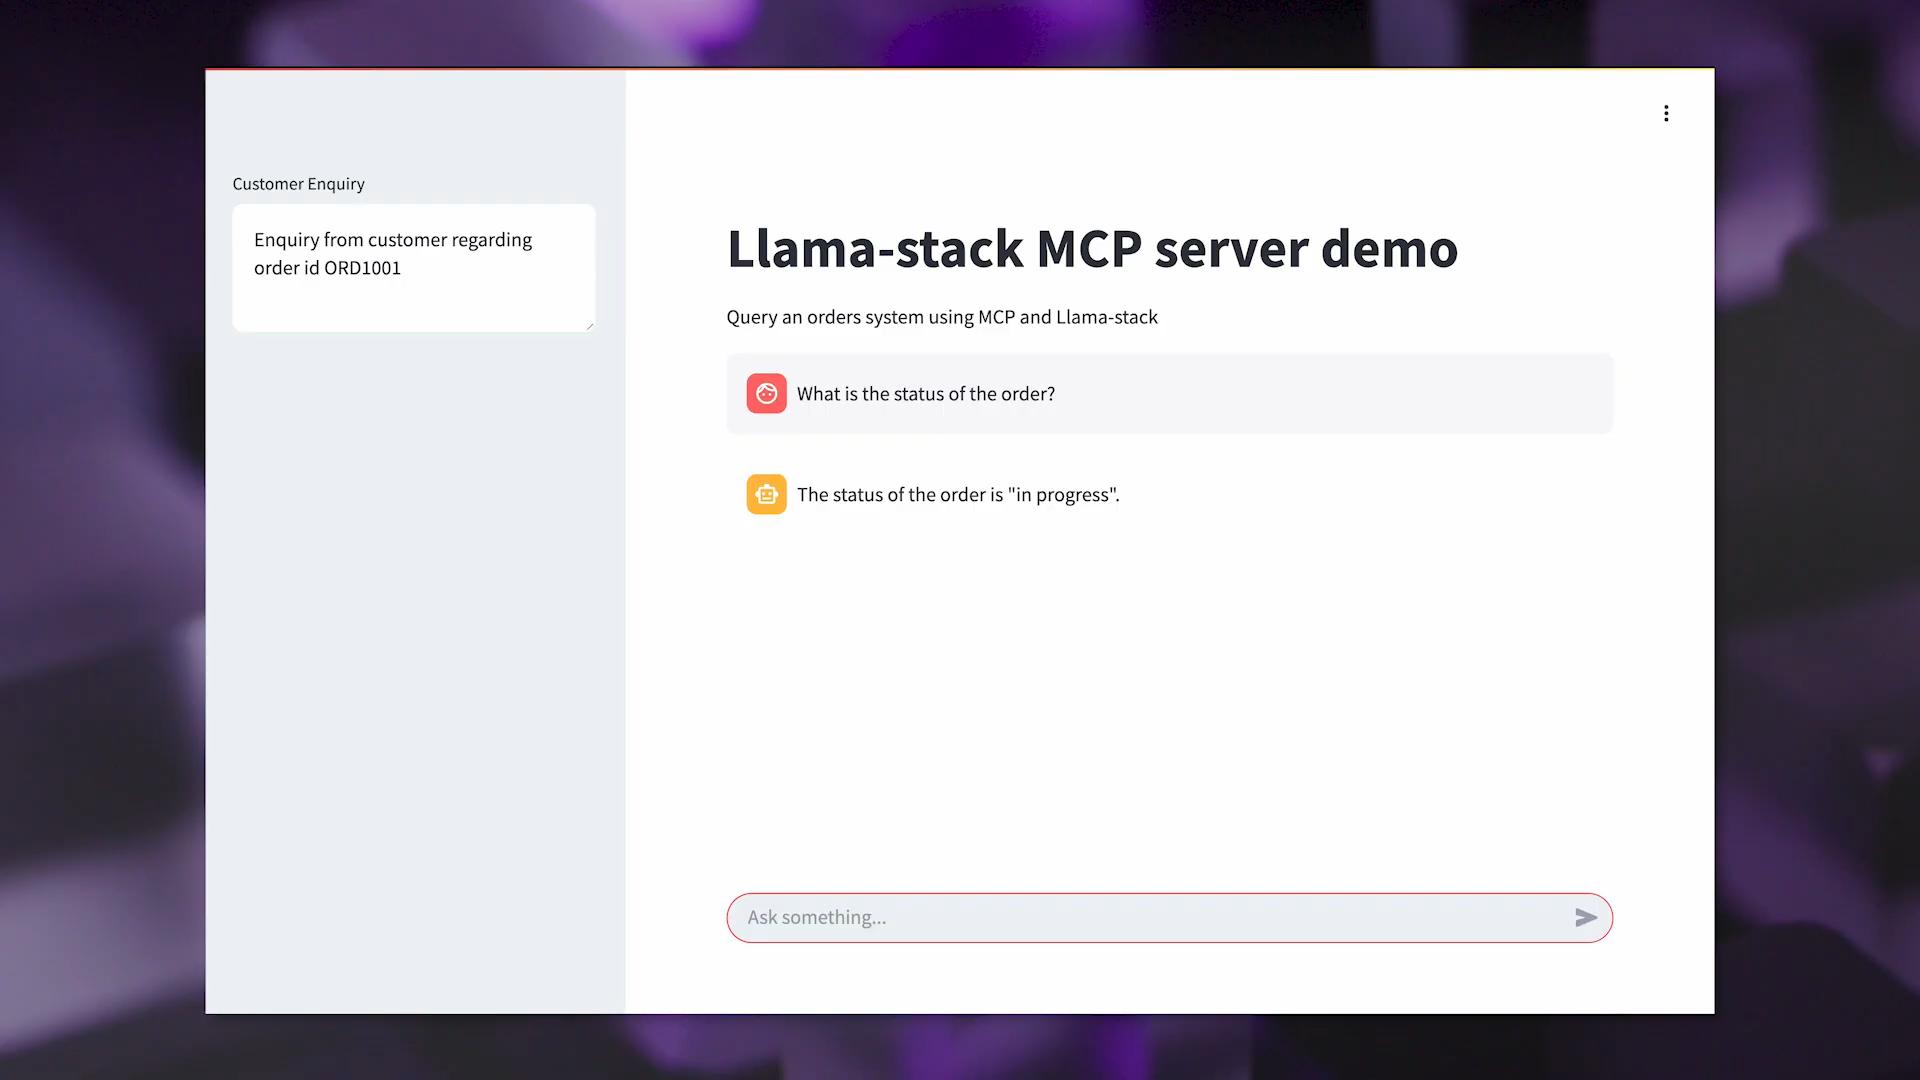 Customer Enquiry
Enquiry from customer regarding
order id ORD1001
Llama-stack MCP server demo
Query an orders system using MCP and Llama-stack
What is the status of the order?
The status of the order is "in progress".
Ask something...